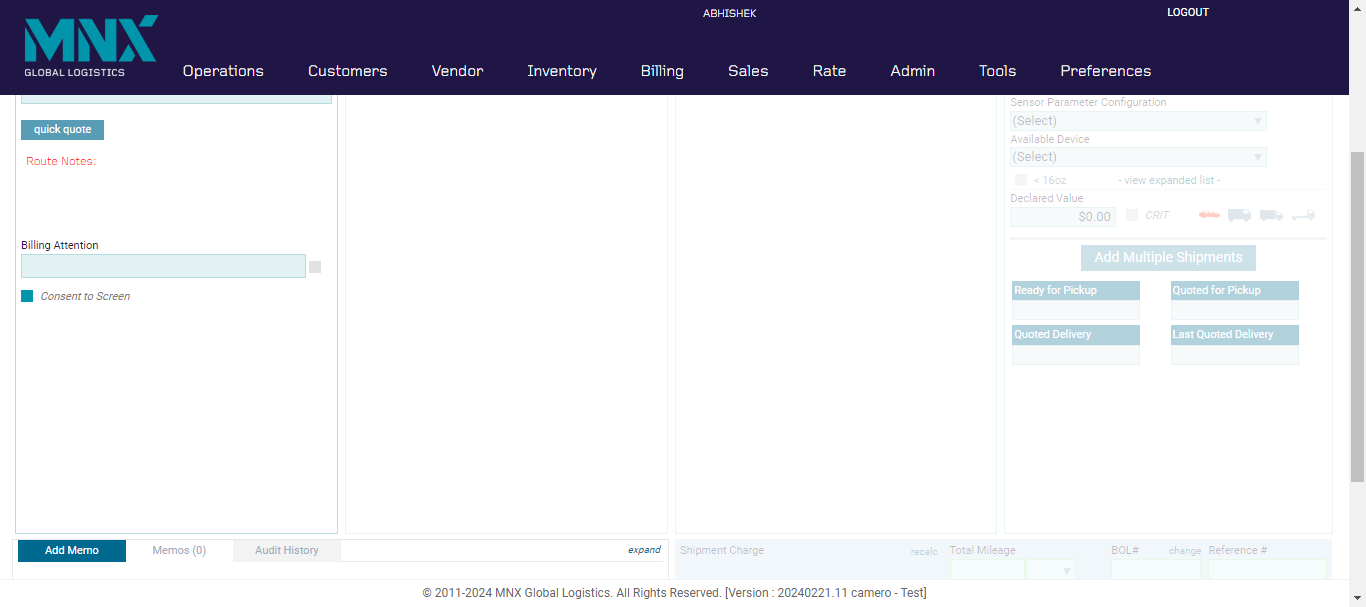 ABHISHEK
LOGOUT
MNX
GLOBAL LOGISTICS
Operations
Customers
Vendor
Inventory
Billing
Sales
Rate
Admin
Tools
Preferences
quick quote
Route Notes:
Billing Attention
Consent to Screen
Sensor Parameter Configuration
(Select)
Available Device
(Select)
< 16oz
- view expanded list -
Declared Value
$0.00
CRIT
Add Multiple Shipments
Ready for Pickup
Quoted for Pickup
Quoted Delivery
Last Quoted Delivery
Add Memo
Memos (0)
Audit History
expand
Shipment Charge
recalc
Total Mileage
BOL#
change
Reference #
© 2011-2024 MNX Global Logistics. All Rights Reserved. [Version : 20240221.11 camero - Test]